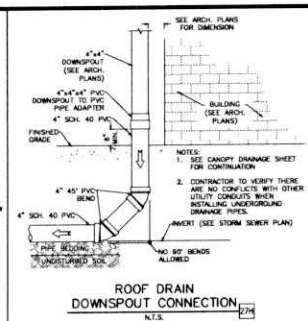 SEE ARCH. PLANS
FOR DIMENSION
4"x4"
DOWNSPOUT
(SEE ARCH.
PLANS)
4"x4"x4" PVC
DOWNSPOUT TO PVC
PIPE ADAPTER
4" SCH. 40 PVC
FINISHED
GRADE
6"
MIN.
BUILDING
(SEE ARCH.
PLANS)
NOTES:
1. SEE CANOPY DRAINAGE SHEET
FOR CONTINUATION
2. CONTRACTOR TO VERIFY THERE
ARE NO CONFLICTS WITH OTHER
UTILITY CONDUITS WHEN
INSTALLING UNDERGROUND
DRAINAGE PIPES.
4" 45° PVC
BEND
4" SCH. 40 PVC
INVERT (SEE STORM SEWER PLAN)
PIPE BEDDING
UNDISTURBED SOIL
NO 90° BENDS
ALLOWED
ROOF DRAIN
DOWNSPOUT CONNECTION
N.T.S.
27H